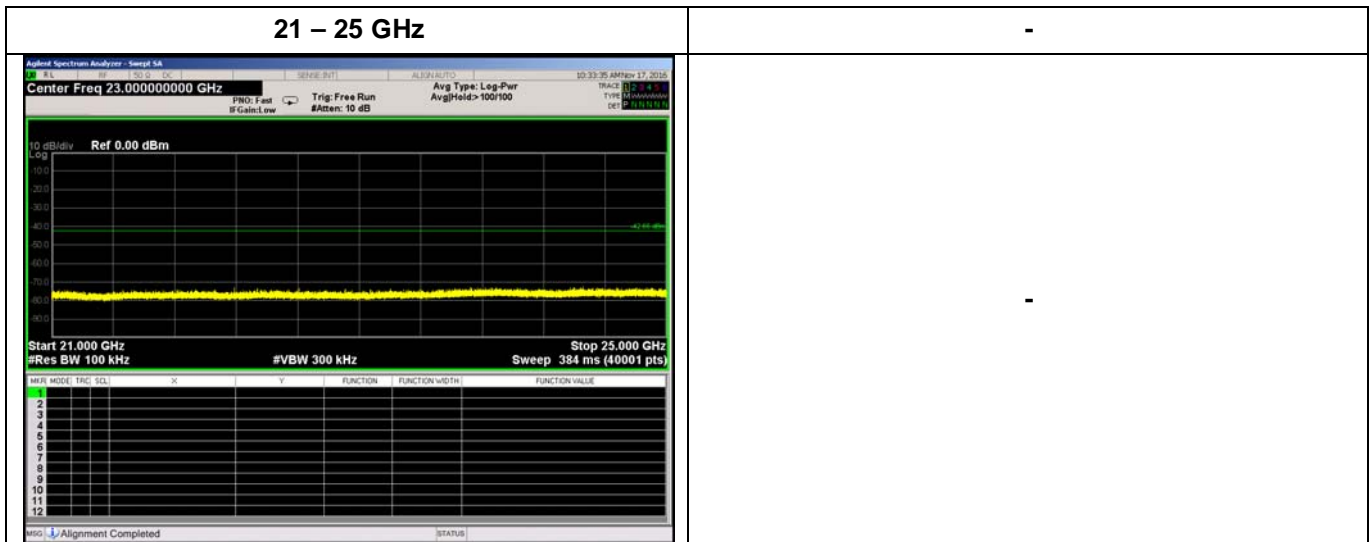 21 – 25 GHz
-
Agilent Spectrum Analyzer - Swept SA
RL RF 50 Ω DC SENSE:INT ALIGN AUTO 10:33:35 AM Nov 17, 2016
Center Freq 23.000000000 GHz
Avg Type: Log-Pwr
TRACE 1 2 3 4 5 6
PNO: Fast
Trig: Free Run
Avg|Hold:>100/100
TYPE
IFGain:Low
#Atten: 10 dB
DET P N N N N N
10 dB/div
Ref 0.00 dBm
Log
-10.0
-20.0
-30.0
-40.0
-50.0
-60.0
-70.0
-80.0
-90.0
Start 21.000 GHz
Stop 25.000 GHz
#Res BW 100 kHz
#VBW 300 kHz
Sweep 384 ms (40001 pts)
MKR MODE TRC SCL X Y FUNCTION FUNCTION WIDTH FUNCTION VALUE
1
2
3
4
5
6
7
8
9
10
11
12
MSG Alignment Completed
STATUS
-